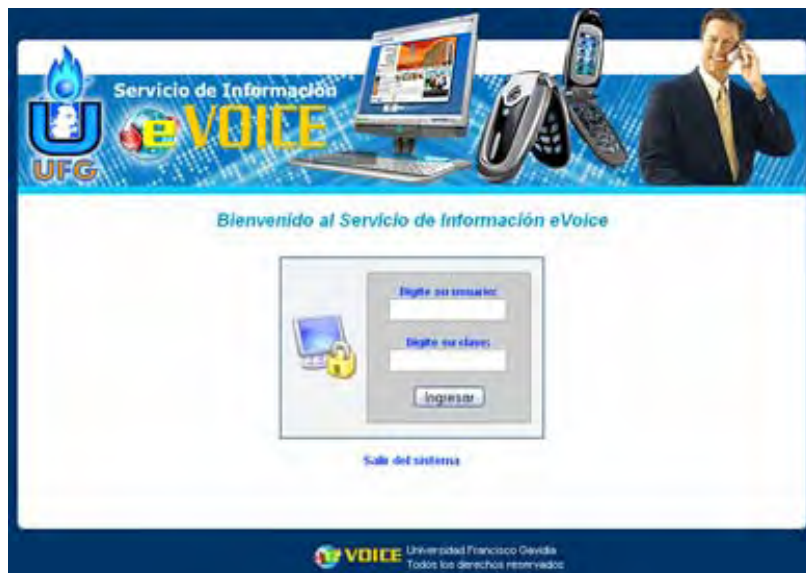 Servicio de Información
e VOICE
UFG
Bienvenido al Servicio de Información eVoice
Digite su usuario:
Digite su clave:
Ingresar
Salir del sistema
e VOICE Universidad Francisco Gavidia
Todos los derechos reservados